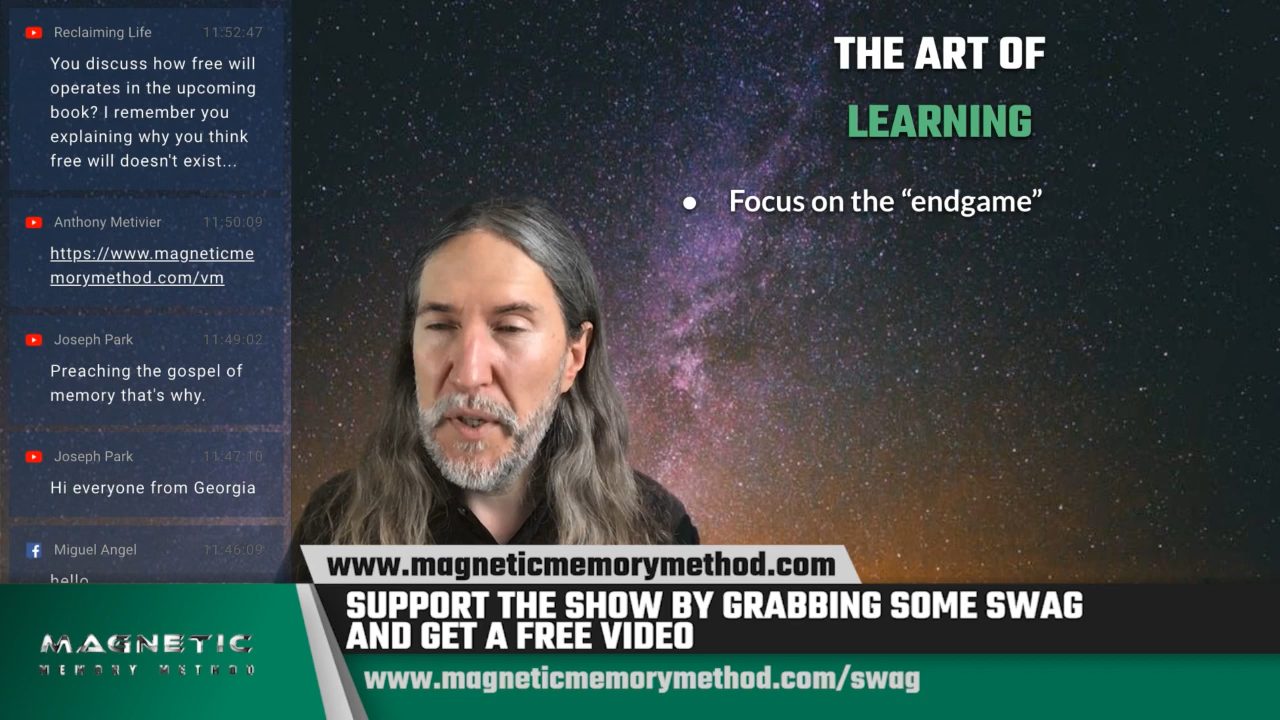 Reclaiming Life 11:52:47
You discuss how free will
operates in the upcoming
book? I remember you
explaining why you think
free will doesn't exist...
Anthony Metivier 11:50:09
https://www.magneticme
morymethod.com/vm
Joseph Park 11:49:02
Preaching the gospel of
memory that's why.
Joseph Park 11:47:10
Hi everyone from Georgia
Miguel Angel 11:46:09
hello
THE ART OF
LEARNING
● Focus on the “endgame”
www.magneticmemorymethod.com
SUPPORT THE SHOW BY GRABBING SOME SWAG
AND GET A FREE VIDEO
www.magneticmemorymethod.com/swag
MAGNETIC
MEMORY METHOD